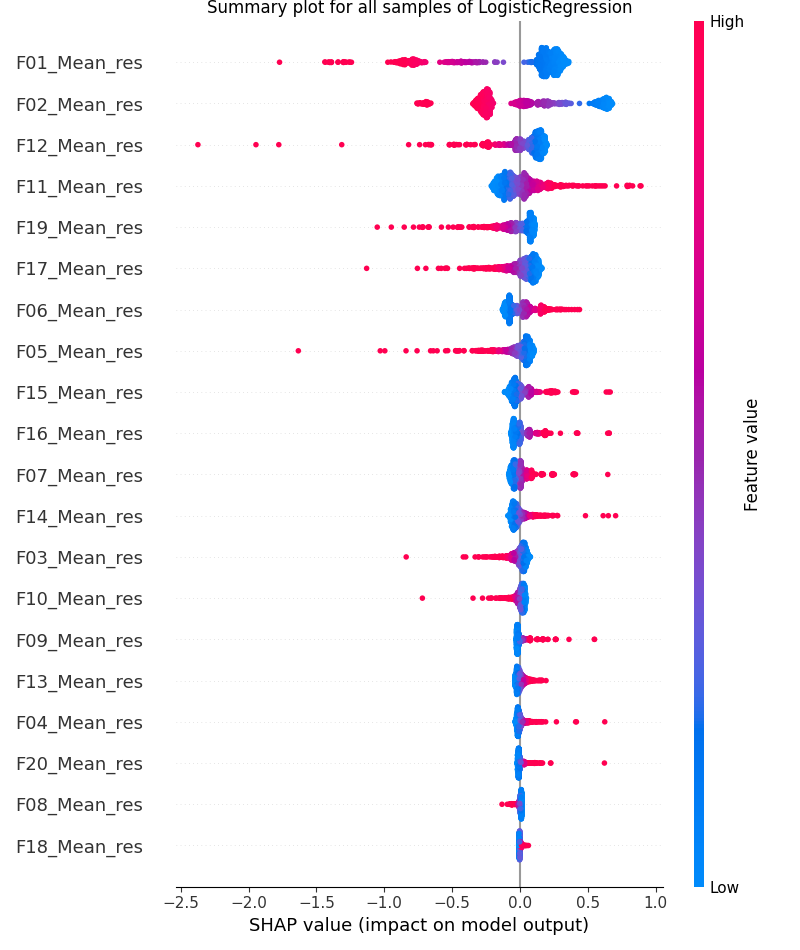 Summary plot for all samples of LogisticRegression
High
F01_Mean_res
F02_Mean_res
F12_Mean_res
F11_Mean_res
F19_Mean_res
F17_Mean_res
F06_Mean_res
F05_Mean_res
F15_Mean_res
F16_Mean_res
F07_Mean_res
F14_Mean_res
F03_Mean_res
F10_Mean_res
F09_Mean_res
F13_Mean_res
F04_Mean_res
F20_Mean_res
F08_Mean_res
F18_Mean_res
Feature value
Low
−2.5 −2.0 −1.5 −1.0 −0.5 0.0 0.5 1.0
SHAP value (impact on model output)